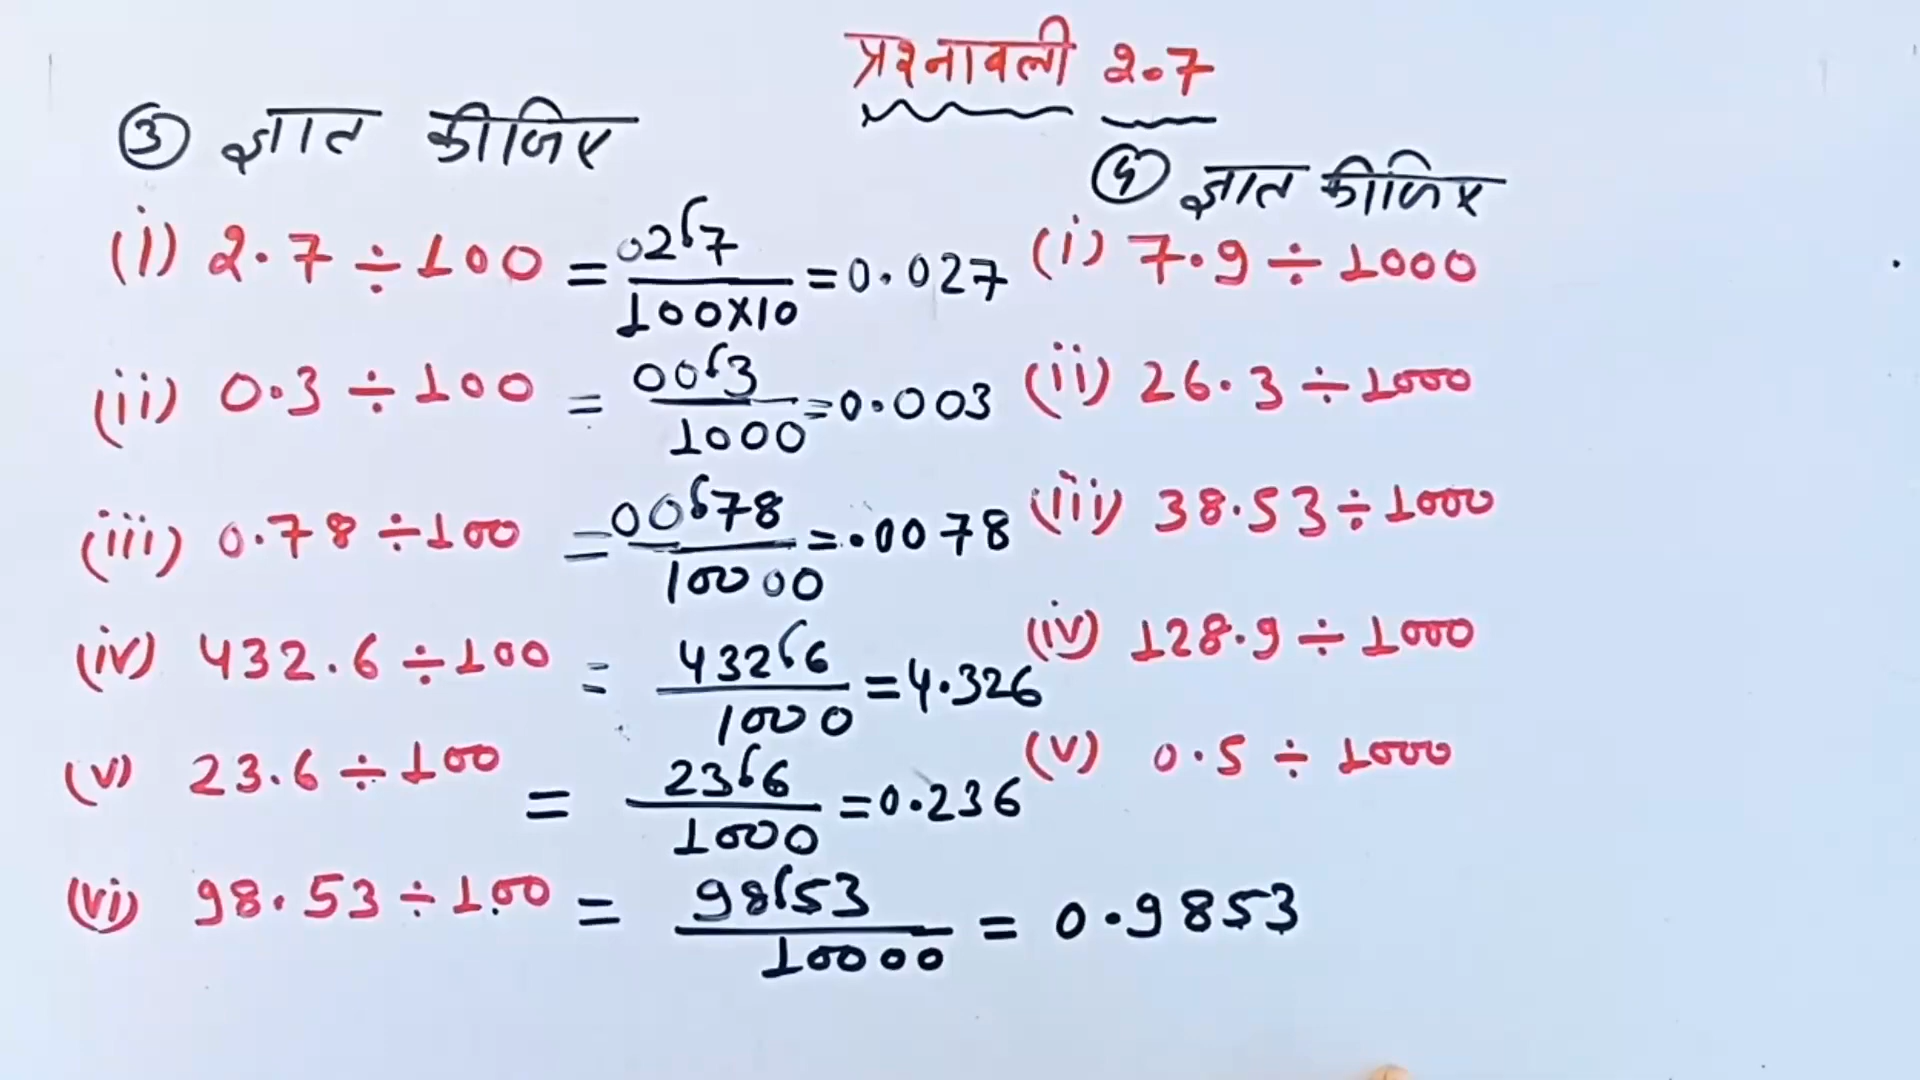 प्रश्नावली 2.7
③ ज्ञात कीजिए
(i) 2.7 ÷ 100 = 027/100×10 = 0.027
(ii) 0.3 ÷ 100 = 003/1000 = 0.003
(iii) 0.78 ÷ 100 = 0078/10000 = .0078
(iv) 432.6 ÷ 100 = 4326/1000 = 4.326
(v) 23.6 ÷ 100 = 236/1000 = 0.236
(vi) 98.53 ÷ 100 = 9853/10000 = 0.9853
ज्ञात कीजिए
(i) 7.9 ÷ 1000
(ii) 26.3 ÷ 1000
(iii) 38.53 ÷ 1000
(iv) 128.9 ÷ 1000
(v) 0.5 ÷ 1000